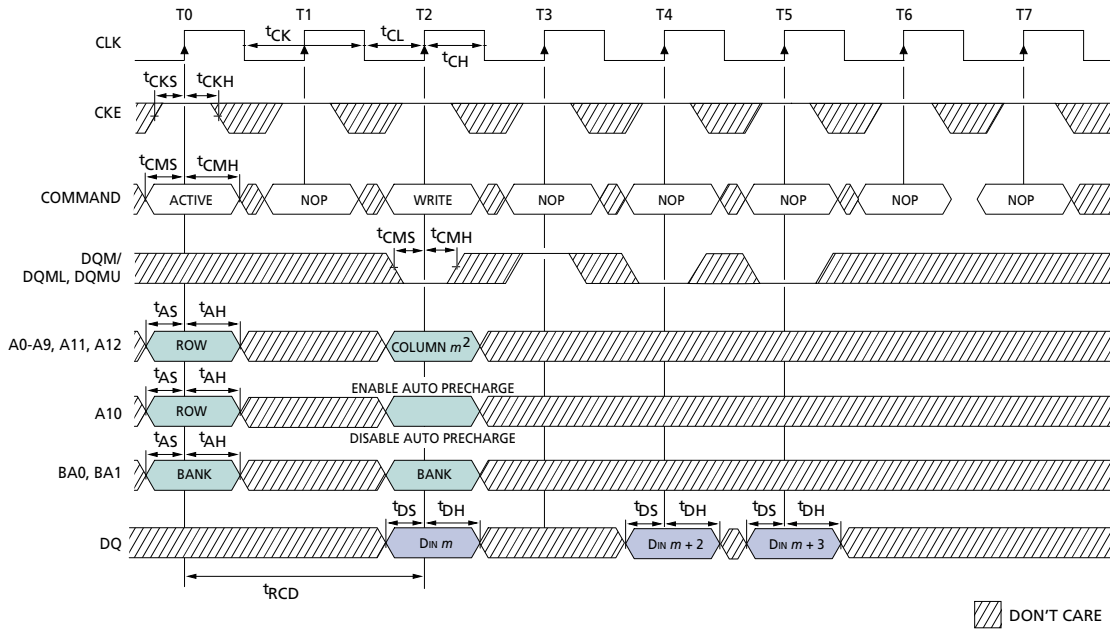 T0 T1 T2 T3 T4 T5 T6 T7
CLK tCK tCL tCH
tCKS tCKH
CKE
tCMS tCMH
COMMAND ACTIVE NOP WRITE NOP NOP NOP NOP NOP
tCMS tCMH
DQM/
DQML, DQMU
tAS tAH
A0-A9, A11, A12 ROW COLUMN m2
tAS tAH ENABLE AUTO PRECHARGE
A10 ROW
tAS tAH DISABLE AUTO PRECHARGE
BA0, BA1 BANK BANK
tDS tDH tDS tDH tDS tDH
DQ DIN m DIN m + 2 DIN m + 3
tRCD
DON'T CARE